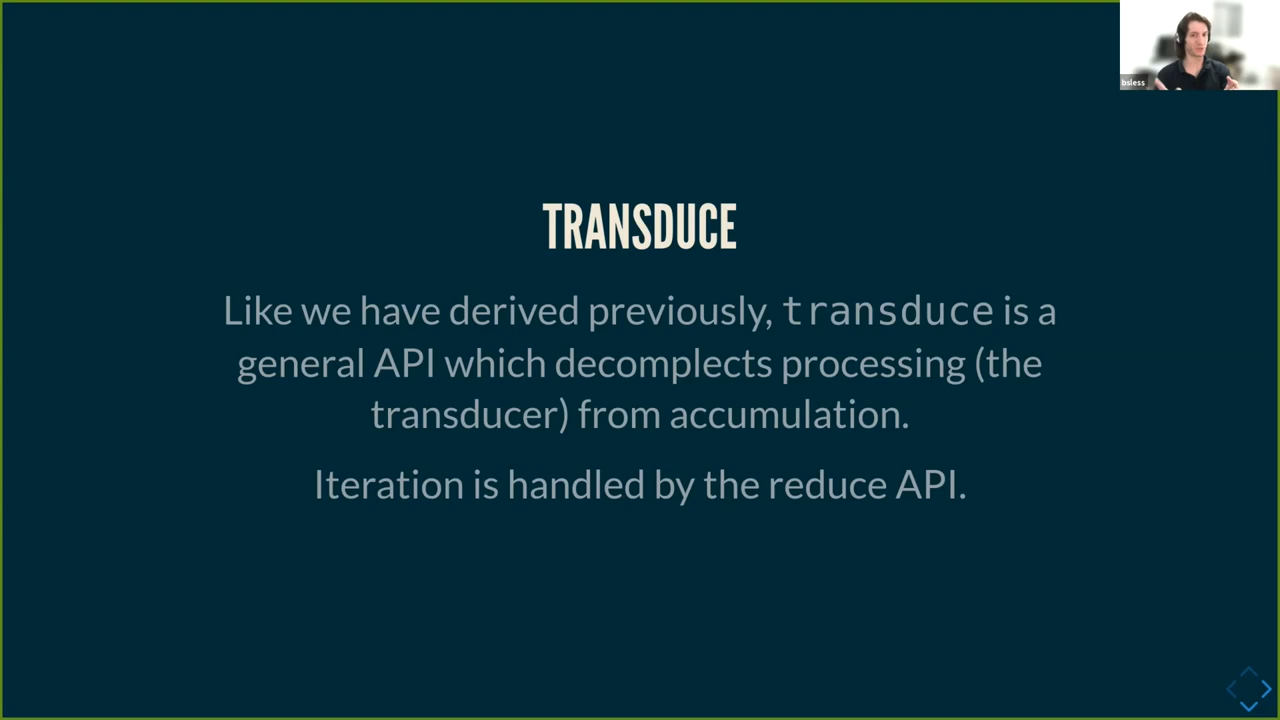 bsless
TRANSDUCE
Like we have derived previously, transduce is a
general API which decomplects processing (the
transducer) from accumulation.
Iteration is handled by the reduce API.